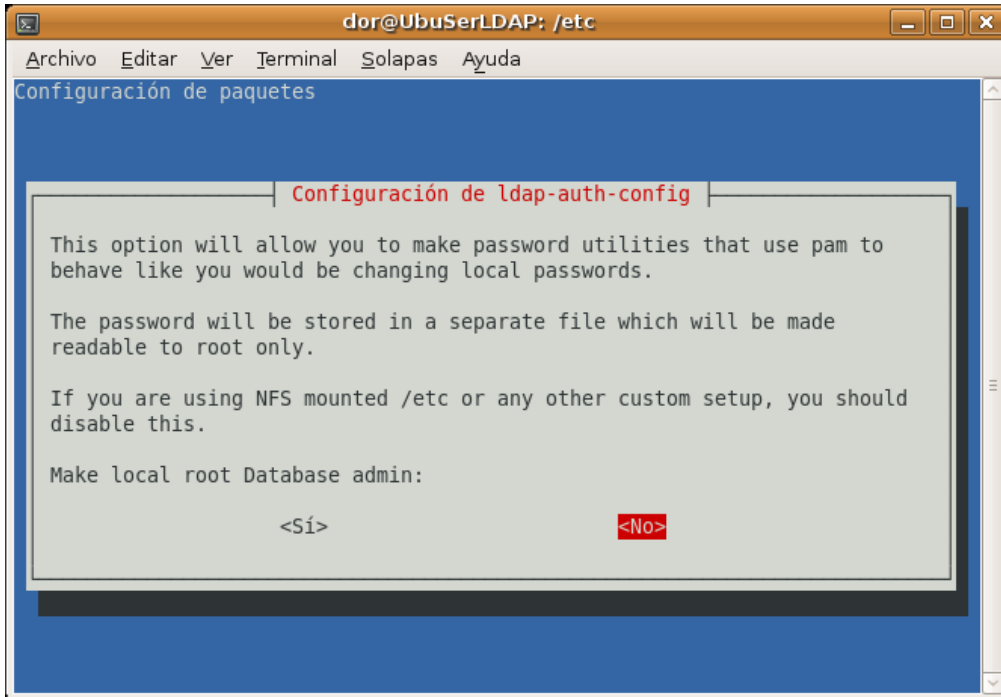 dor@UbuSerLDAP: /etc
Archivo Editar Ver Terminal Solapas Ayuda
Configuración de paquetes
Configuración de ldap-auth-config
This option will allow you to make password utilities that use pam to
behave like you would be changing local passwords.
The password will be stored in a separate file which will be made
readable to root only.
If you are using NFS mounted /etc or any other custom setup, you should
disable this.
Make local root Database admin:
<Sí> <No>